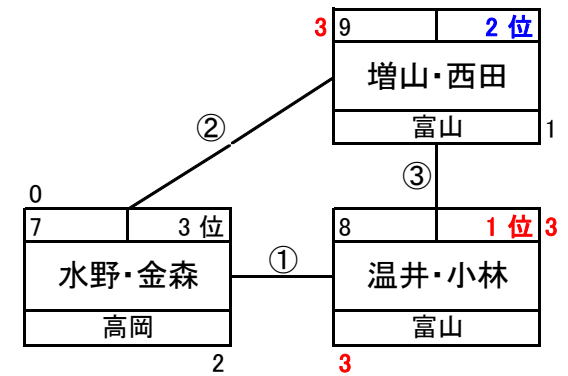 3 9 2 位
増山・西田
富山 1
②
③
0
7 3 位
8 1 位 3
水野・金森
①
温井・小林
高岡
富山
2
3